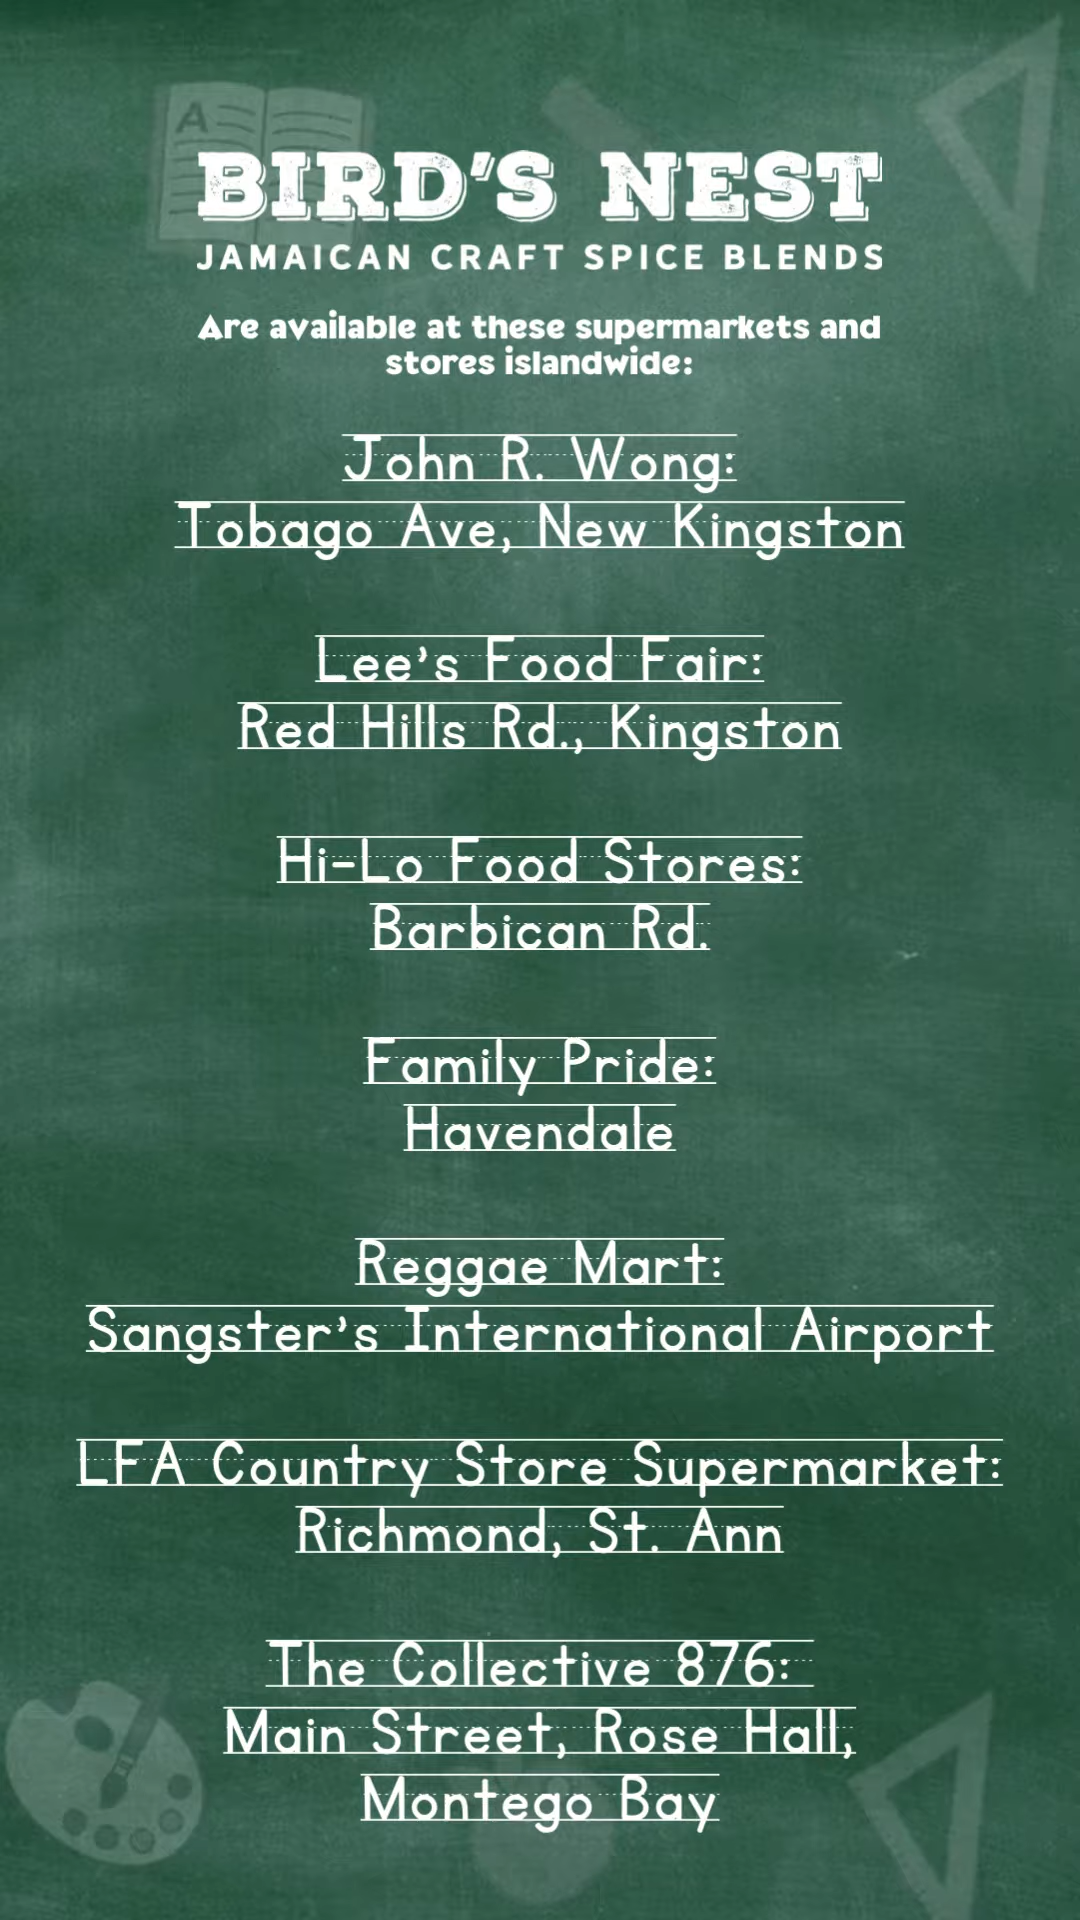 BIRD'S NEST
JAMAICAN CRAFT SPICE BLENDS
Are available at these supermarkets and
stores islandwide:
John R. Wong:
Tobago Ave, New Kingston
Lee's Food Fair:
Red Hills Rd., Kingston
Hi-Lo Food Stores:
Barbican Rd.
Family Pride:
Havendale
Reggae Mart:
Sangster's International Airport
LFA Country Store Supermarket:
Richmond, St. Ann
The Collective 876:
Main Street, Rose Hall,
Montego Bay